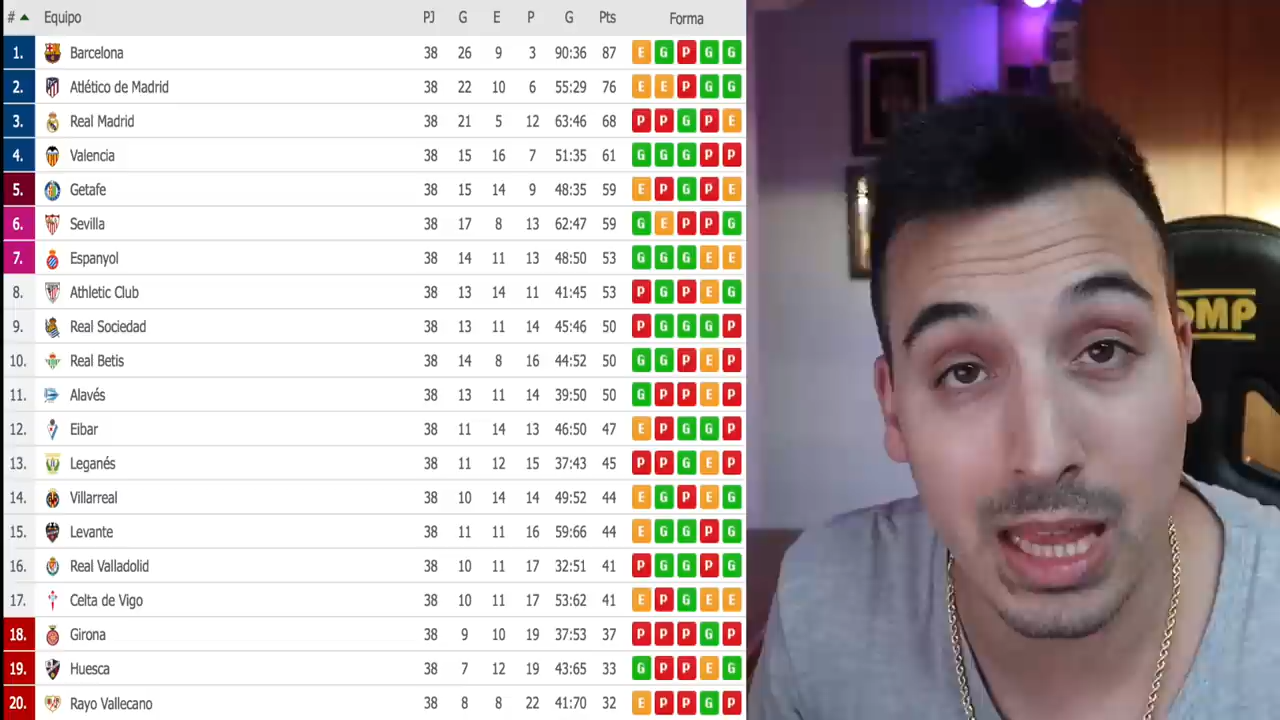 # Equipo PJ G E P G Pts Forma
1. Barcelona 38 26 9 3 90:36 87 E G P G G
2. Atlético de Madrid 38 22 10 6 55:29 76 E E P G G
3. Real Madrid 38 21 5 12 63:46 68 P P G P E
4. Valencia 38 15 16 7 51:35 61 G G G P P
5. Getafe 38 15 14 9 48:35 59 E P G P E
6. Sevilla 38 17 8 13 62:47 59 G E P P G
7. Espanyol 38 14 11 13 48:50 53 G G G E E
8. Athletic Club 38 13 14 11 41:45 53 P G P E G
9. Real Sociedad 38 13 11 14 45:46 50 P G G G P
10. Real Betis 38 14 8 16 44:52 50 G G P E P
11. Alavés 38 13 11 14 39:50 50 G P P E P
12. Eibar 38 11 14 13 46:50 47 E P G G P
13. Leganés 38 11 12 15 37:43 45 P P G E P
14. Villarreal 38 10 14 14 49:52 44 E G P E G
15. Levante 38 11 11 16 59:66 44 E G G P G
16. Real Valladolid 38 10 11 17 32:51 41 P G G P G
17. Celta de Vigo 38 10 11 17 53:62 41 E P G E E
18. Girona 38 9 10 19 37:53 37 P P P G P
19. Huesca 38 7 12 19 43:65 33 G P P E G
20. Rayo Vallecano 38 8 8 22 41:70 32 E P P G P
OMP